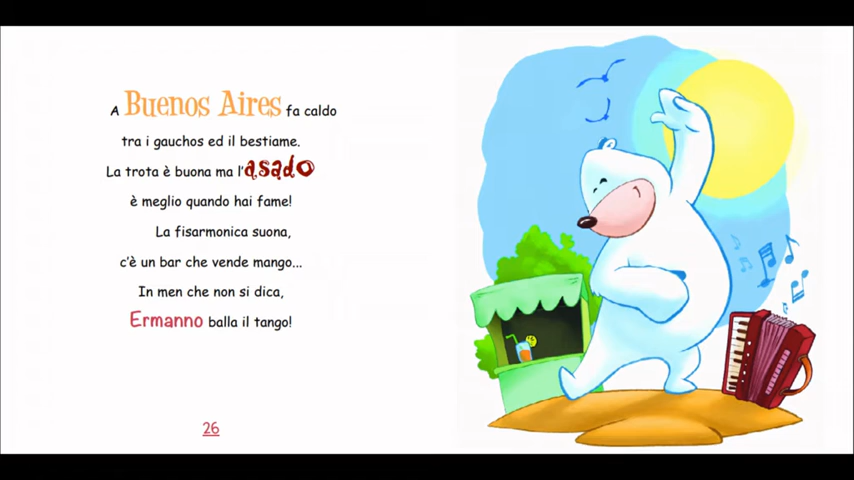 A Buenos Aires fa caldo
tra i gauchos ed il bestiame.
La trota è buona ma l'asado
è meglio quando hai fame!
La fisarmonica suona,
c'è un bar che vende mango...
In men che non si dica,
Ermanno balla il tango!
26